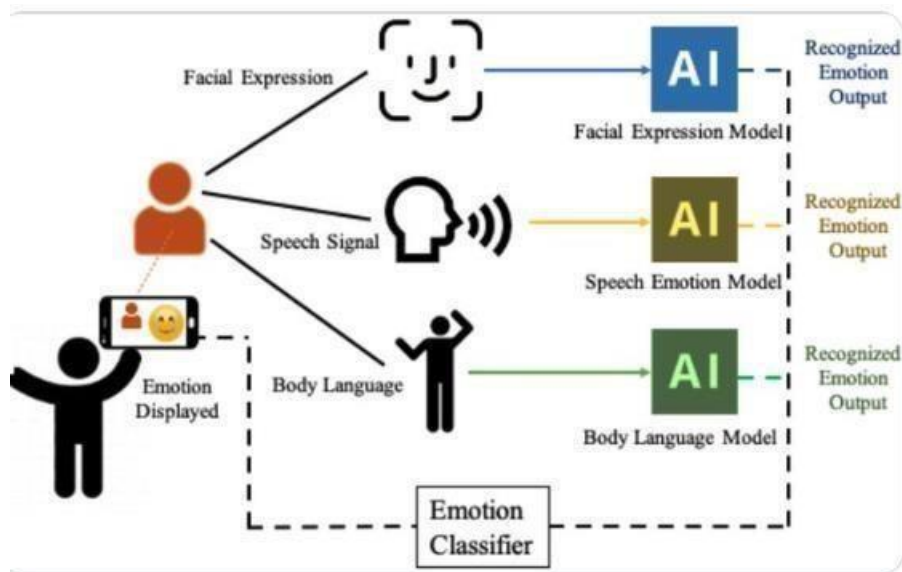 Facial Expression
AI
Facial Expression Model
Recognized
Emotion
Output
Speech Signal
AI
Speech Emotion Model
Recognized
Emotion
Output
Emotion
Displayed
Body Language
AI
Body Language Model
Recognized
Emotion
Output
Emotion
Classifier